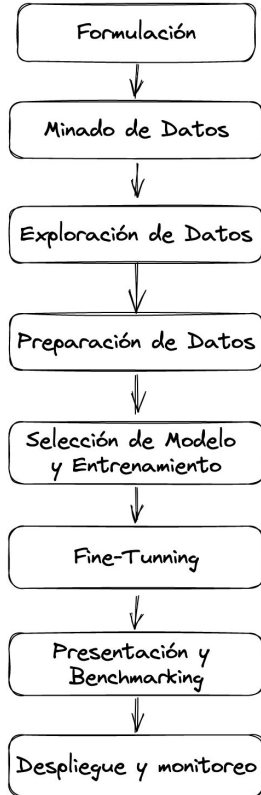 Formulación
Minado de Datos
Exploración de Datos
Preparación de Datos
Selección de Modelo
y Entrenamiento
Fine-Tunning
Presentación y
Benchmarking
Despliegue y monitoreo